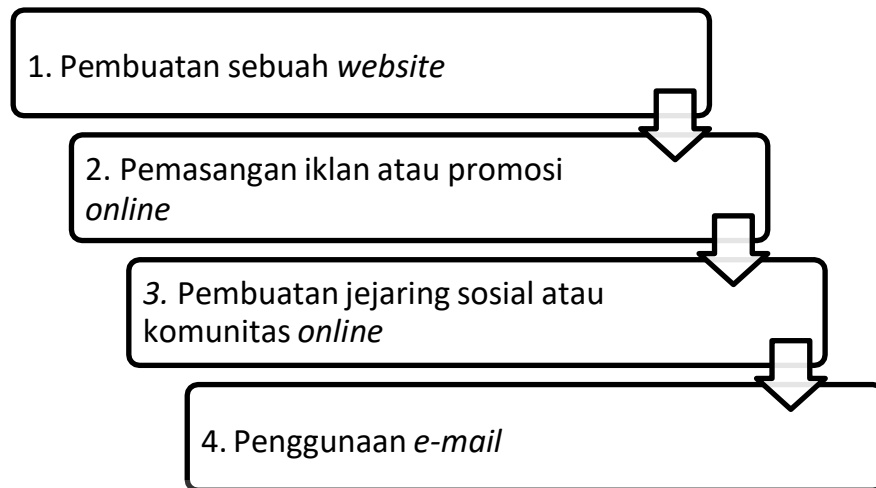 1. Pembuatan sebuah website
2. Pemasangan iklan atau promosi
online
3. Pembuatan jejaring sosial atau
komunitas online
4. Penggunaan e-mail